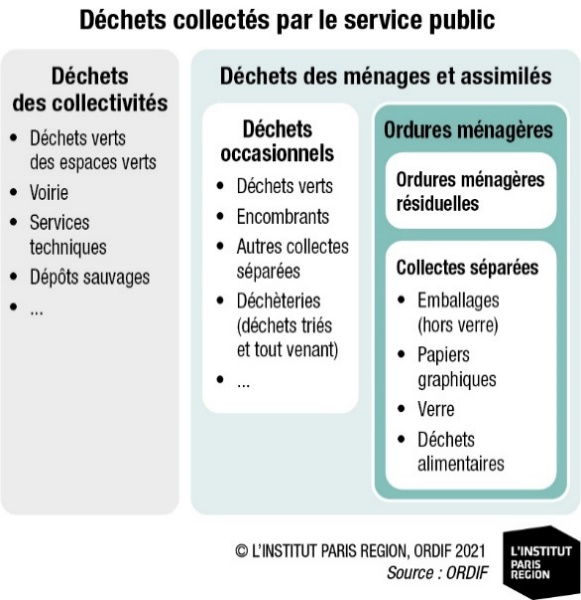 Déchets collectés par le service public
Déchets
des collectivités
• Déchets verts
des espaces verts
• Voirie
• Services
techniques
• Dépôts sauvages
• ...
Déchets des ménages et assimilés
Déchets
occasionnels
• Déchets verts
• Encombrants
• Autres collectes
séparées
• Déchèteries
(déchets triés
et tout venant)
• ...
Ordures ménagères
Ordures ménagères
résiduelles
Collectes séparées
• Emballages
(hors verre)
• Papiers
graphiques
• Verre
• Déchets
alimentaires
© L'INSTITUT PARIS REGION, ORDIF 2021
Source : ORDIF
L'INSTITUT
PARIS
REGION